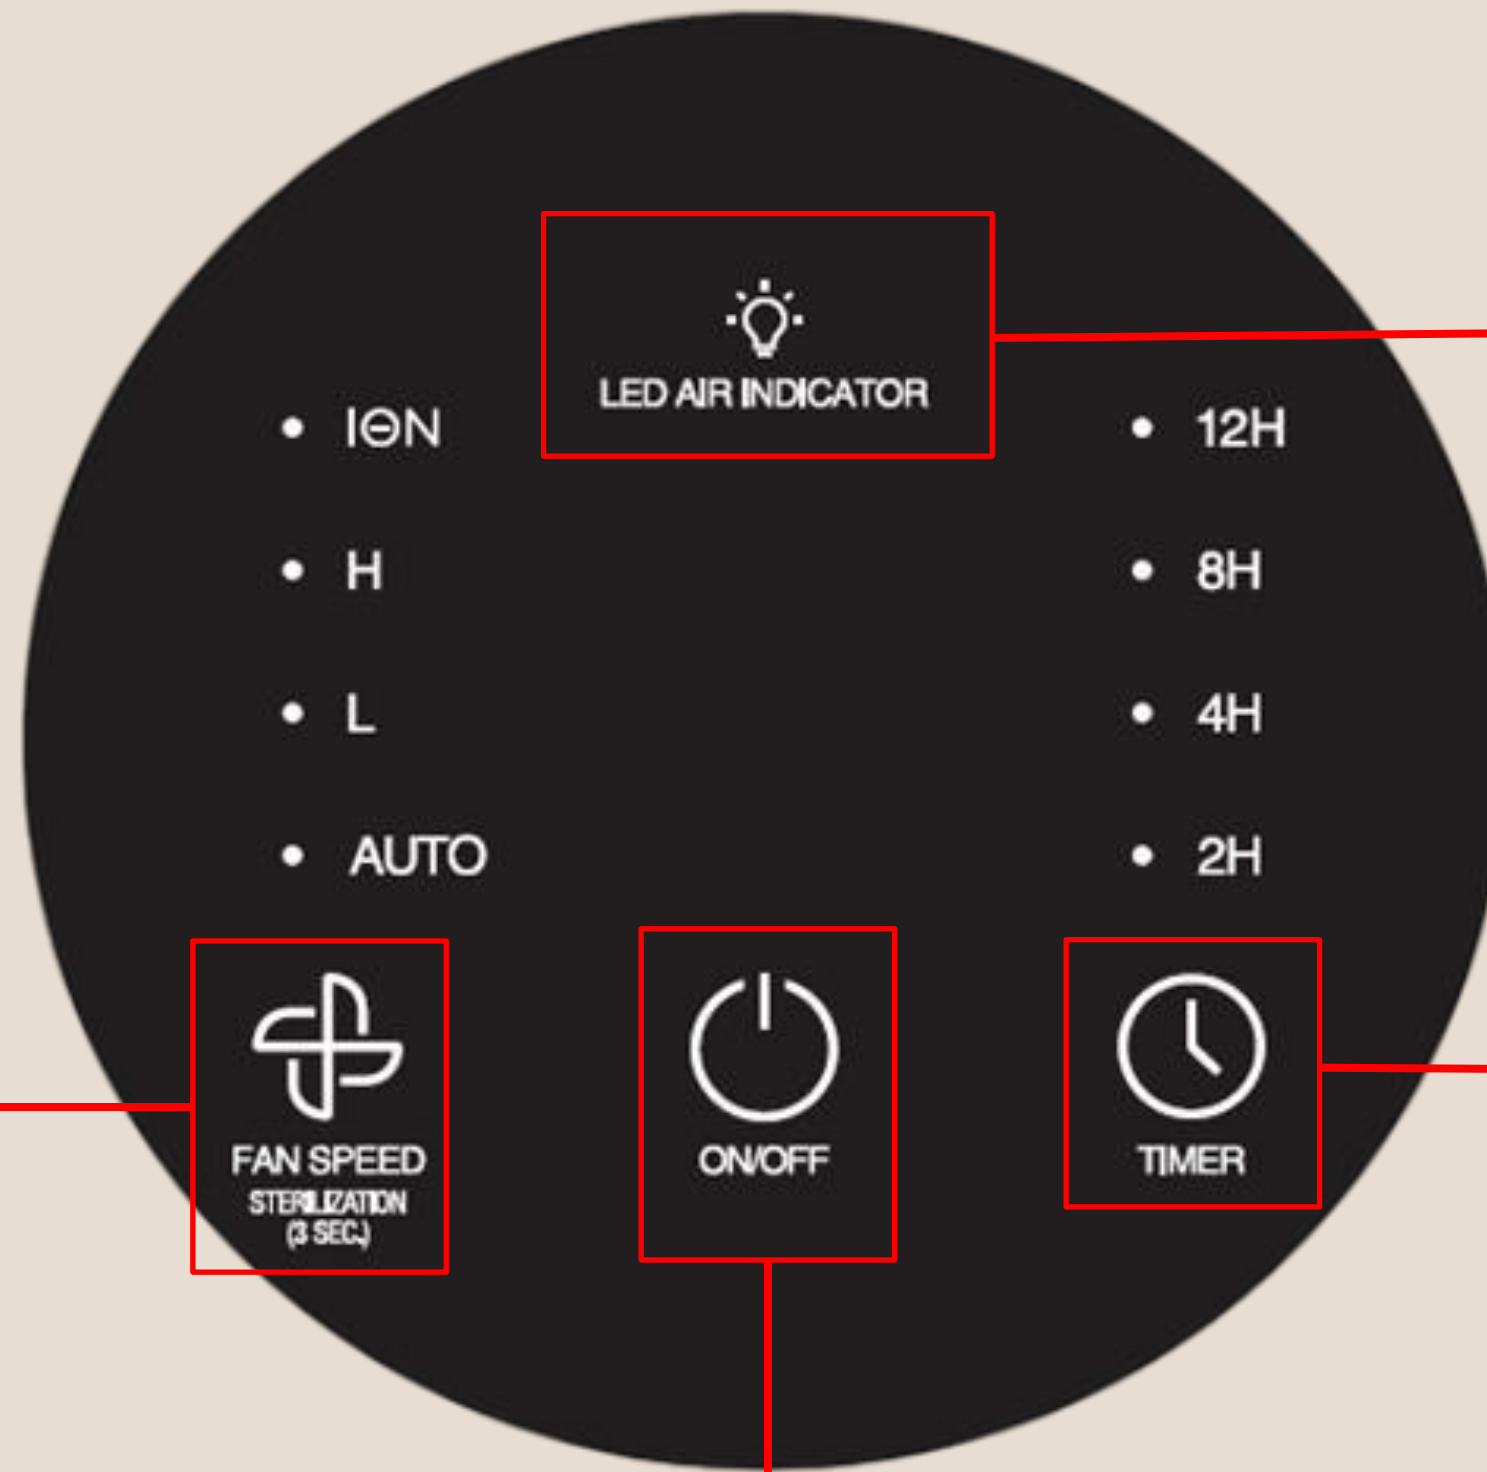 LED AIR INDICATOR
IΘN
H
L
AUTO
12H
8H
4H
2H
FAN SPEED
STERILIZATION
(3 SEC.)
ON/OFF
TIMER